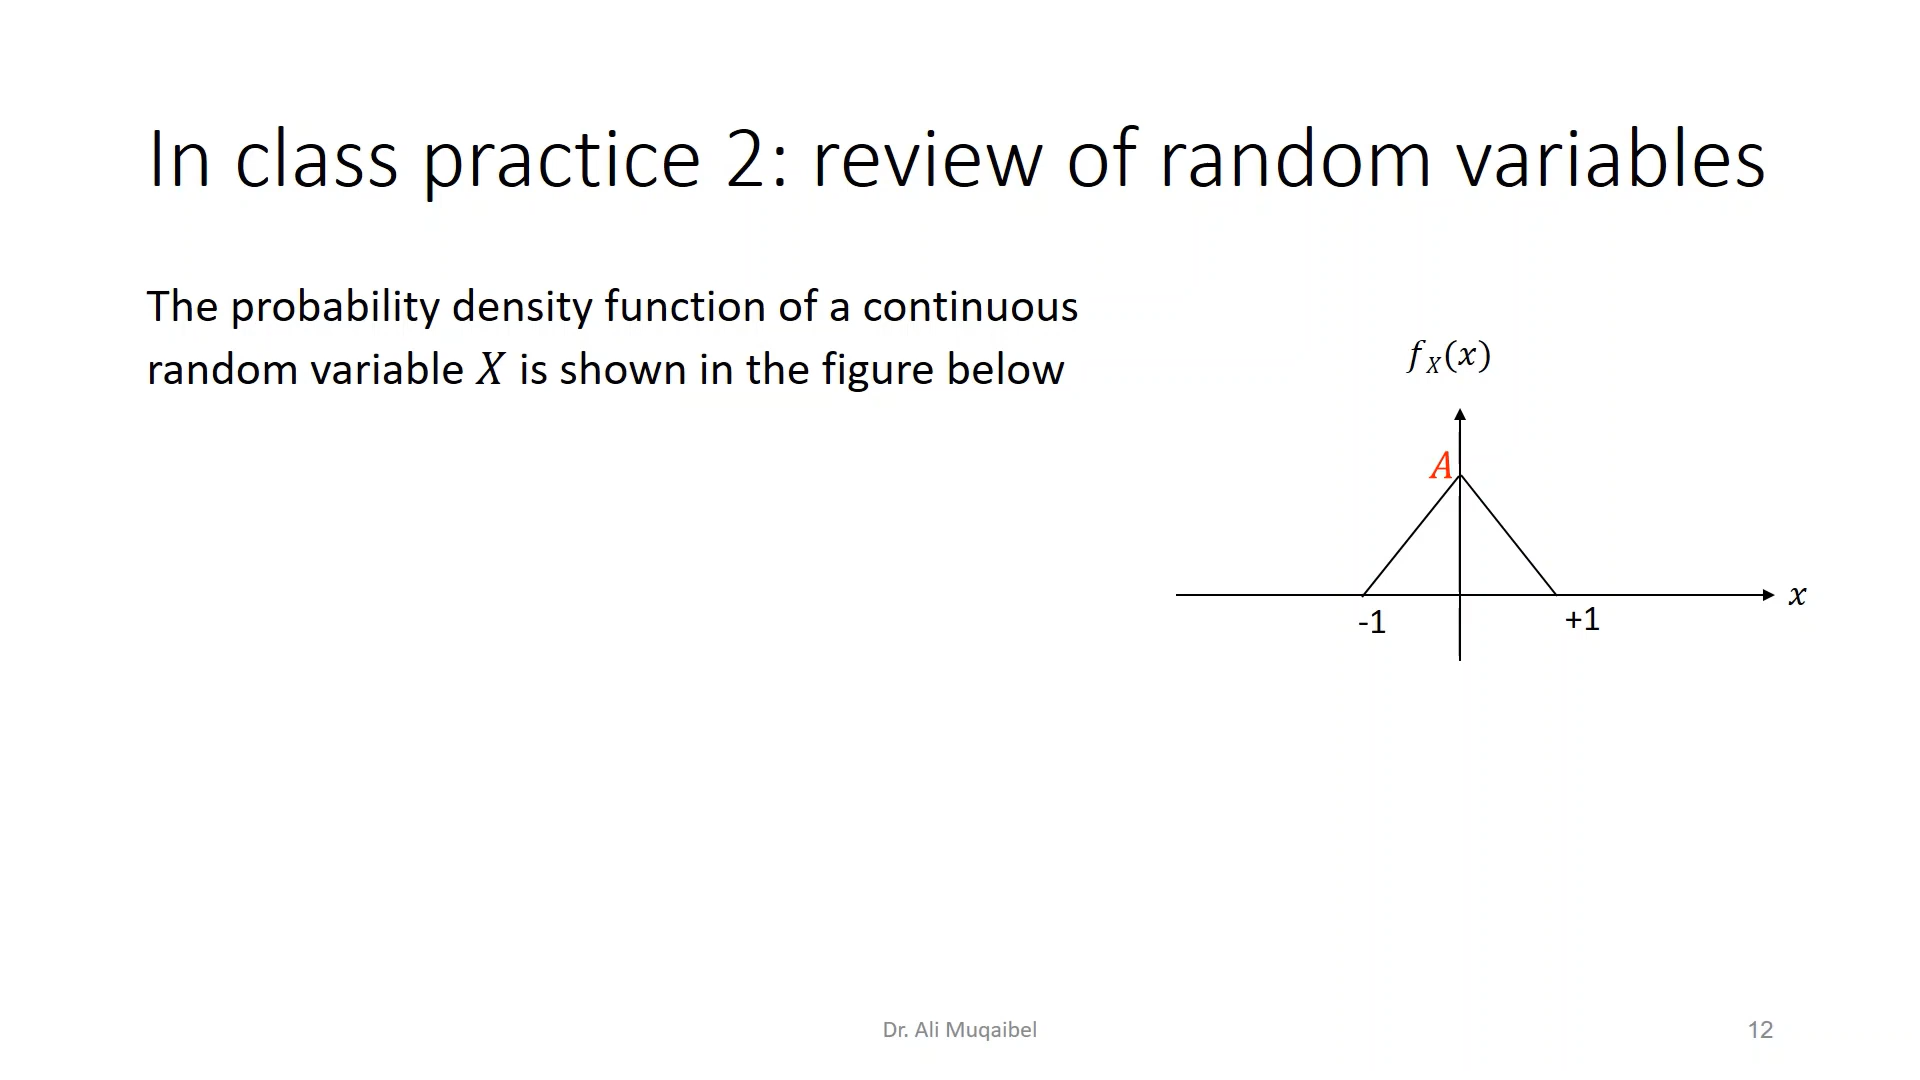 In class practice 2: review of random variables
The probability density function of a continuous
random variable X is shown in the figure below
f_X(x)
A
x
-1
+1
Dr. Ali Muqaibel
12